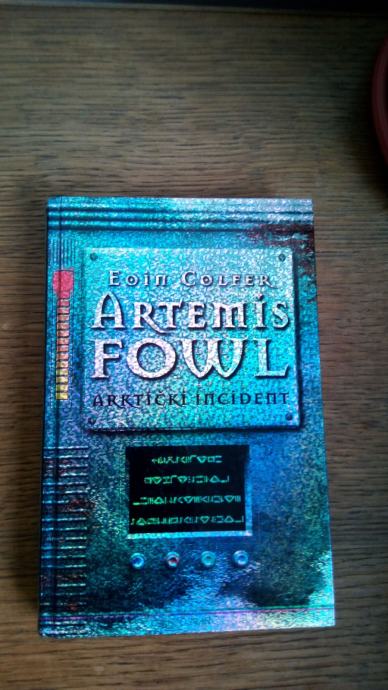 Eoin Colfer
Artemis
Fowl
Arktički incident